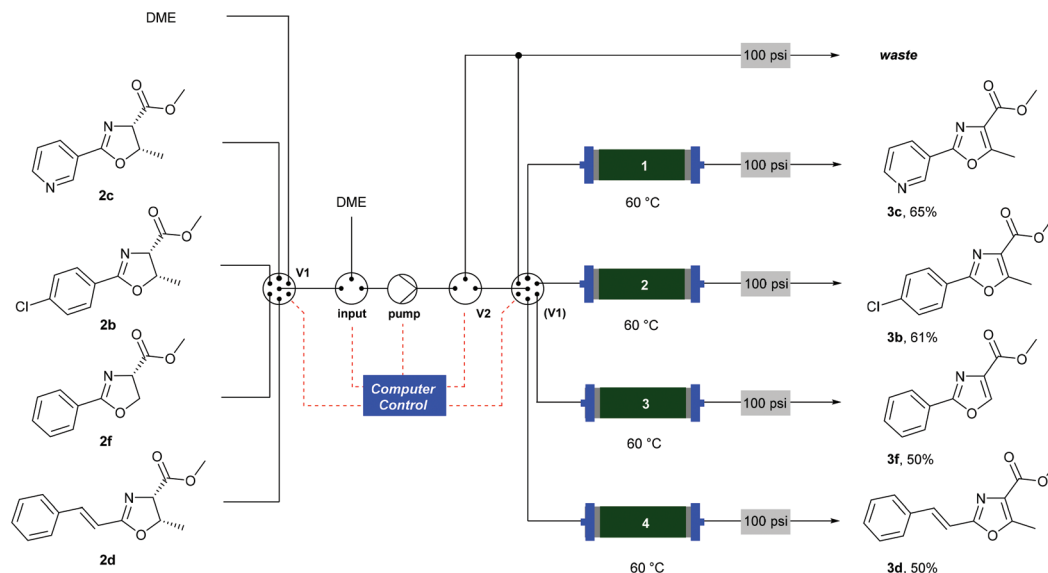 DME
100 psi
waste
O
O
N
O
N
2c
1
60 °C
100 psi
O
O
N
O
N
3c, 65%
DME
O
O
N
O
Cl
2b
V1
input
pump
V2
(V1)
2
60 °C
100 psi
O
O
N
O
Cl
3b, 61%
Computer
Control
O
O
N
O
2f
3
60 °C
100 psi
O
O
N
O
3f, 50%
O
O
N
O
2d
4
60 °C
100 psi
O
O
N
O
3d, 50%